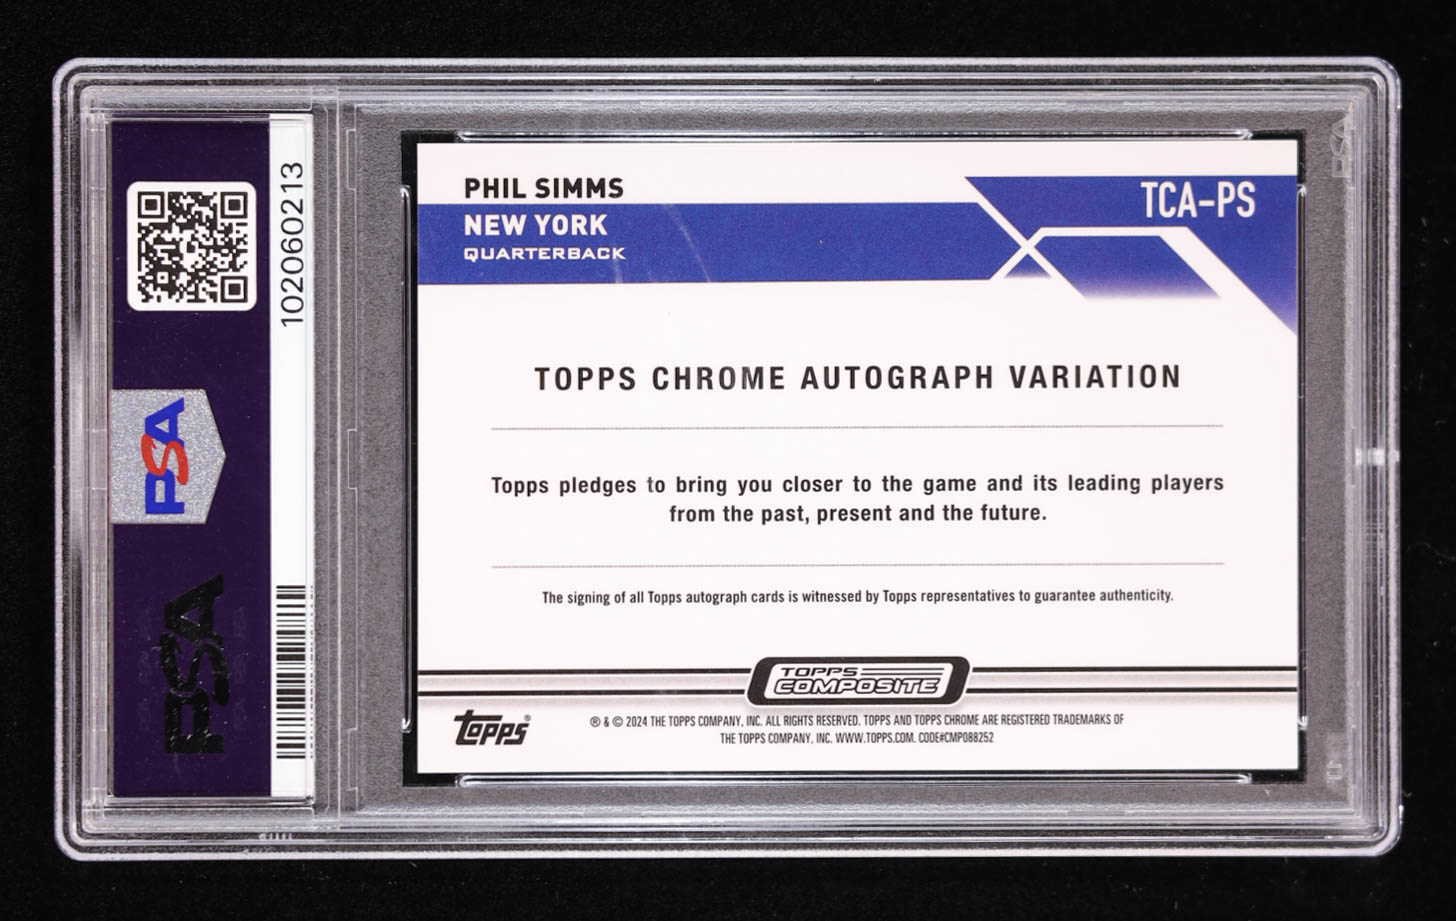 PHIL SIMMS
NEW YORK
QUARTERBACK
TCA-PS
TOPPS CHROME AUTOGRAPH VARIATION
Topps pledges to bring you closer to the game and its leading players
from the past, present and the future.
The signing of all Topps autograph cards is witnessed by Topps representatives to guarantee authenticity.
TOPPS
COMPOSITE
topps®
® & © 2024 THE TOPPS COMPANY, INC. ALL RIGHTS RESERVED. TOPPS AND TOPPS CHROME ARE REGISTERED TRADEMARKS OF
THE TOPPS COMPANY, INC. WWW.TOPPS.COM. CODE#CMP088252
102060213
PSA
PSA
PSA